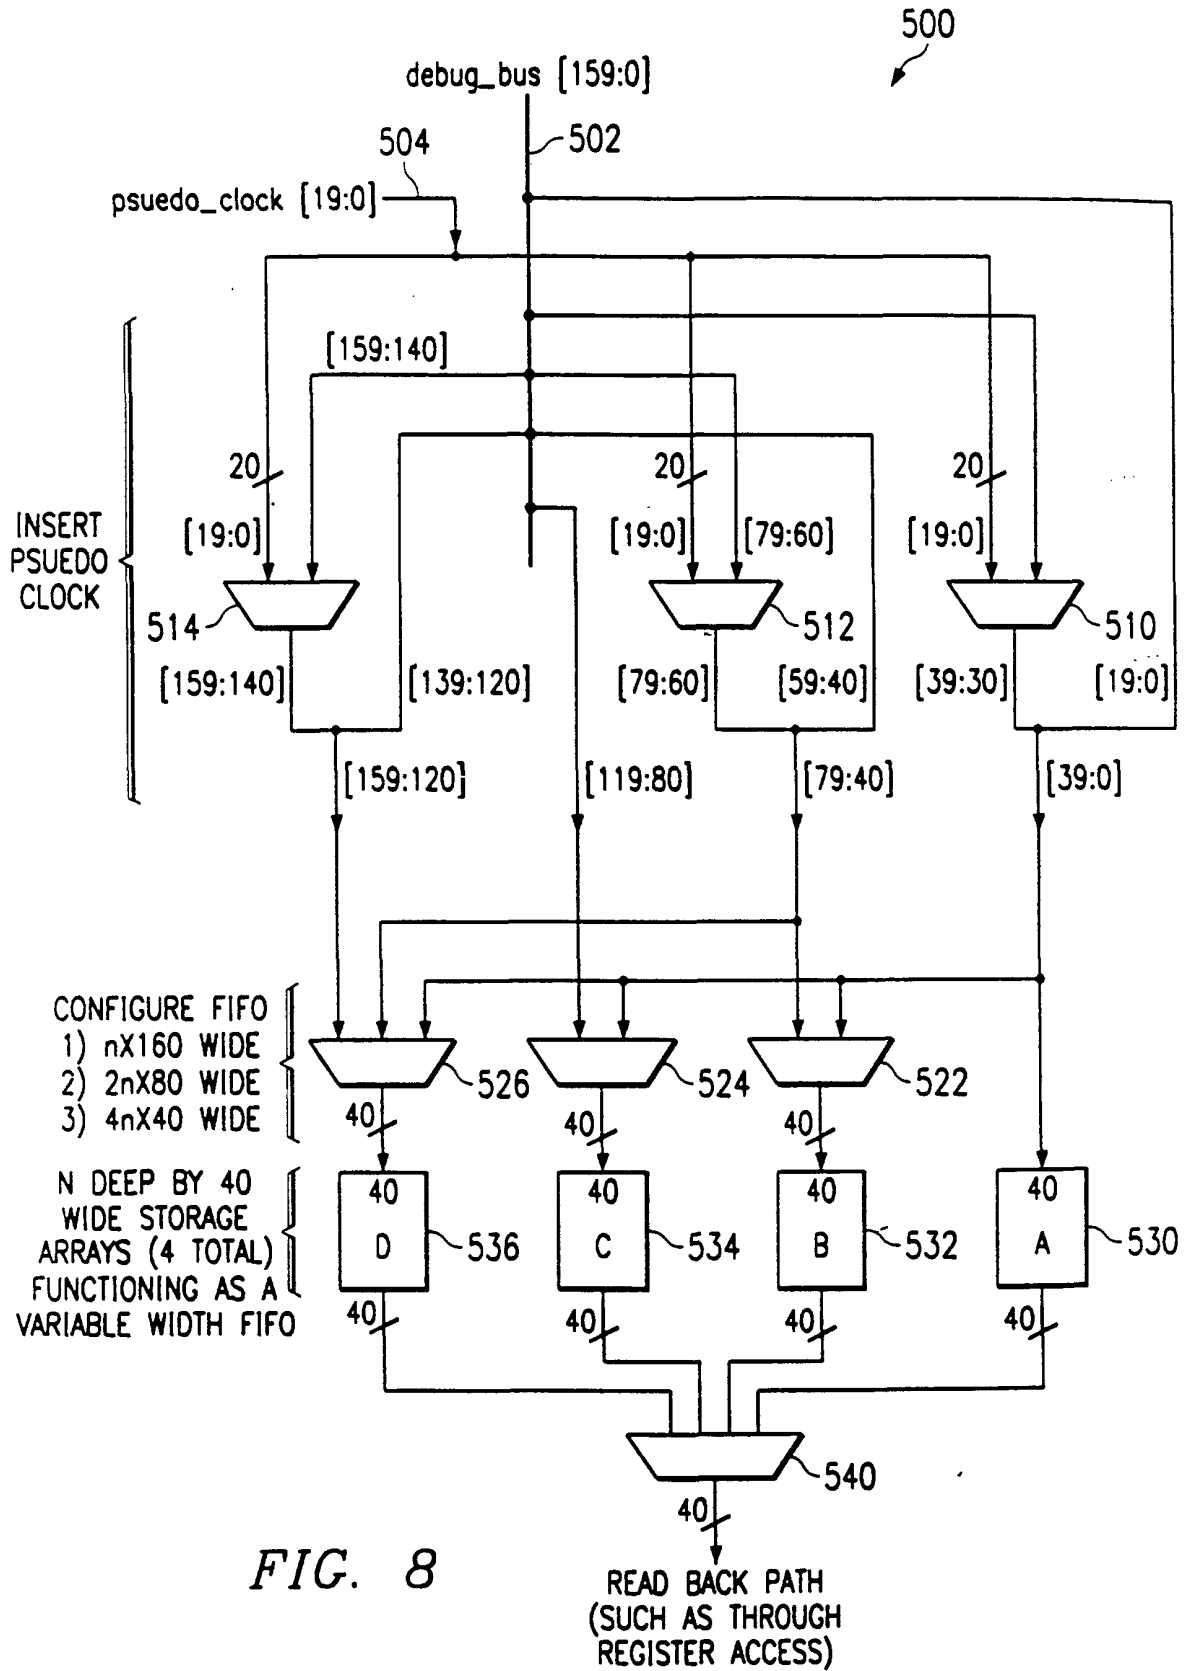 500
debug_bus [159:0]
502
504
psuedo_clock [19:0]
[159:140]
20
20
20
[19:0]
[19:0]
[79:60]
[19:0]
INSERT
PSUEDO
CLOCK
514
512
510
[159:140]
[139:120]
[79:60]
[59:40]
[39:30]
[19:0]
[159:120]
[119:80]
[79:40]
[39:0]
CONFIGURE FIFO
1) nX160 WIDE
2) 2nX80 WIDE
3) 4nX40 WIDE
526
524
522
40
40
40
N DEEP BY 40
WIDE STORAGE
ARRAYS (4 TOTAL)
FUNCTIONING AS A
VARIABLE WIDTH FIFO
40
D
536
40
C
534
40
B
532
40
A
530
40
40
40
40
540
40
FIG. 8
READ BACK PATH
(SUCH AS THROUGH
REGISTER ACCESS)